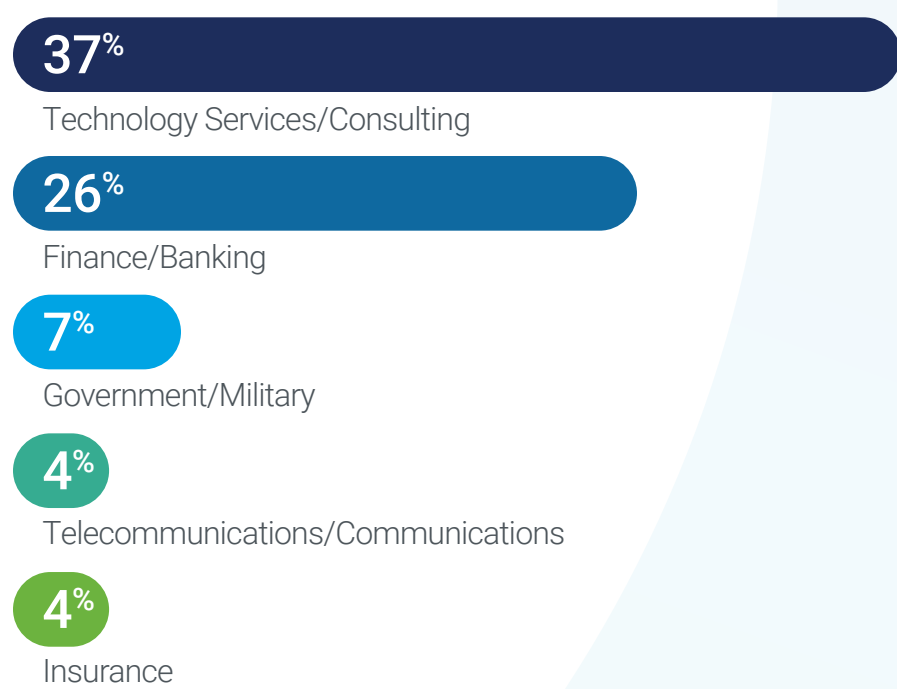 37%
Technology Services/Consulting
26%
Finance/Banking
7%
Government/Military
4%
Telecommunications/Communications
4%
Insurance